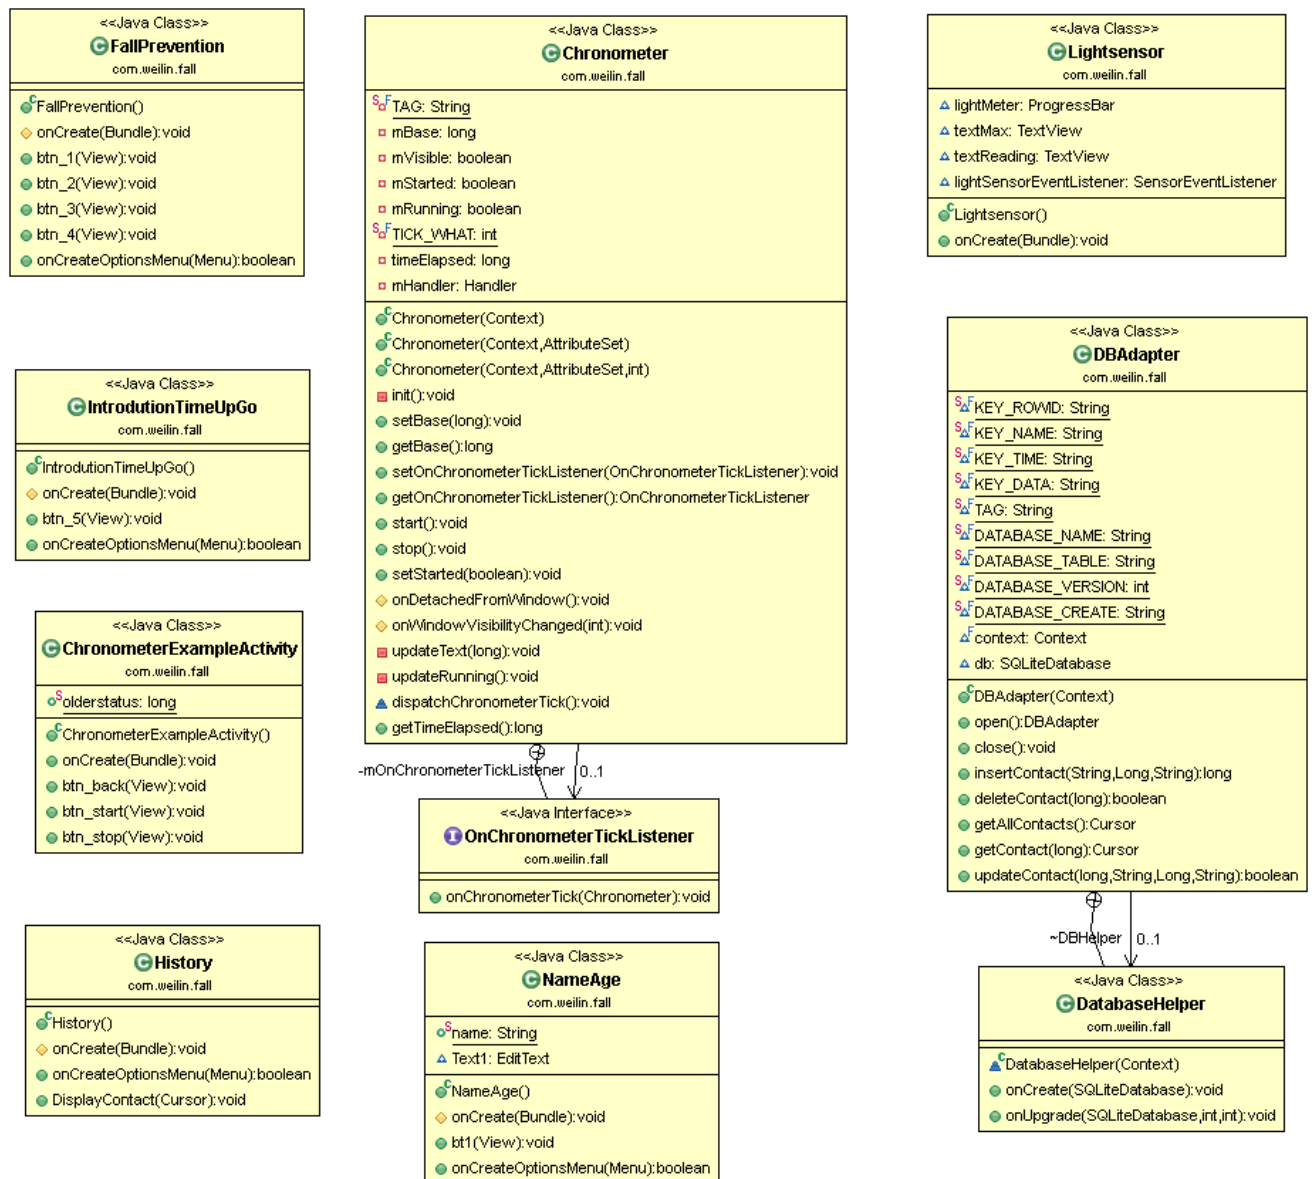 <<Java Class>>
FallPrevention
com.weilin.fall
FallPrevention()
onCreate(Bundle):void
btn_1(View):void
btn_2(View):void
btn_3(View):void
btn_4(View):void
onCreateOptionsMenu(Menu):boolean
<<Java Class>>
IntrodutionTimeUpGo
com.weilin.fall
IntrodutionTimeUpGo()
onCreate(Bundle):void
btn_5(View):void
onCreateOptionsMenu(Menu):boolean
<<Java Class>>
ChronometerExampleActivity
com.weilin.fall
olderstatus: long
ChronometerExampleActivity()
onCreate(Bundle):void
btn_back(View):void
btn_start(View):void
btn_stop(View):void
<<Java Class>>
History
com.weilin.fall
History()
onCreate(Bundle):void
onCreateOptionsMenu(Menu):boolean
DisplayContact(Cursor):void
<<Java Class>>
Chronometer
com.weilin.fall
TAG: String
mBase: long
mVisible: boolean
mStarted: boolean
mRunning: boolean
TICK_WHAT: int
timeElapsed: long
mHandler: Handler
Chronometer(Context)
Chronometer(Context,AttributeSet)
Chronometer(Context,AttributeSet,int)
init():void
setBase(long):void
getBase():long
setOnChronometerTickListener(OnChronometerTickListener):void
getOnChronometerTickListener():OnChronometerTickListener
start():void
stop():void
setStarted(boolean):void
onDetachedFromWindow():void
onWindowVisibilityChanged(int):void
updateText(long):void
updateRunning():void
dispatchChronometerTick():void
getTimeElapsed():long
-mOnChronometerTickListener 0..1
<<Java Interface>>
OnChronometerTickListener
com.weilin.fall
onChronometerTick(Chronometer):void
<<Java Class>>
NameAge
com.weilin.fall
name: String
Text1: EditText
NameAge()
onCreate(Bundle):void
bt1(View):void
onCreateOptionsMenu(Menu):boolean
<<Java Class>>
Lightsensor
com.weilin.fall
lightMeter: ProgressBar
textMax: TextView
textReading: TextView
lightSensorEventListener: SensorEventListener
Lightsensor()
onCreate(Bundle):void
<<Java Class>>
DBAdapter
com.weilin.fall
KEY_ROWID: String
KEY_NAME: String
KEY_TIME: String
KEY_DATA: String
TAG: String
DATABASE_NAME: String
DATABASE_TABLE: String
DATABASE_VERSION: int
DATABASE_CREATE: String
context: Context
db: SQLiteDatabase
DBAdapter(Context)
open():DBAdapter
close():void
insertContact(String,Long,String):long
deleteContact(long):boolean
getAllContacts():Cursor
getContact(long):Cursor
updateContact(long,String,Long,String):boolean
~DBHelper 0..1
<<Java Class>>
DatabaseHelper
com.weilin.fall
DatabaseHelper(Context)
onCreate(SQLiteDatabase):void
onUpgrade(SQLiteDatabase,int,int):void